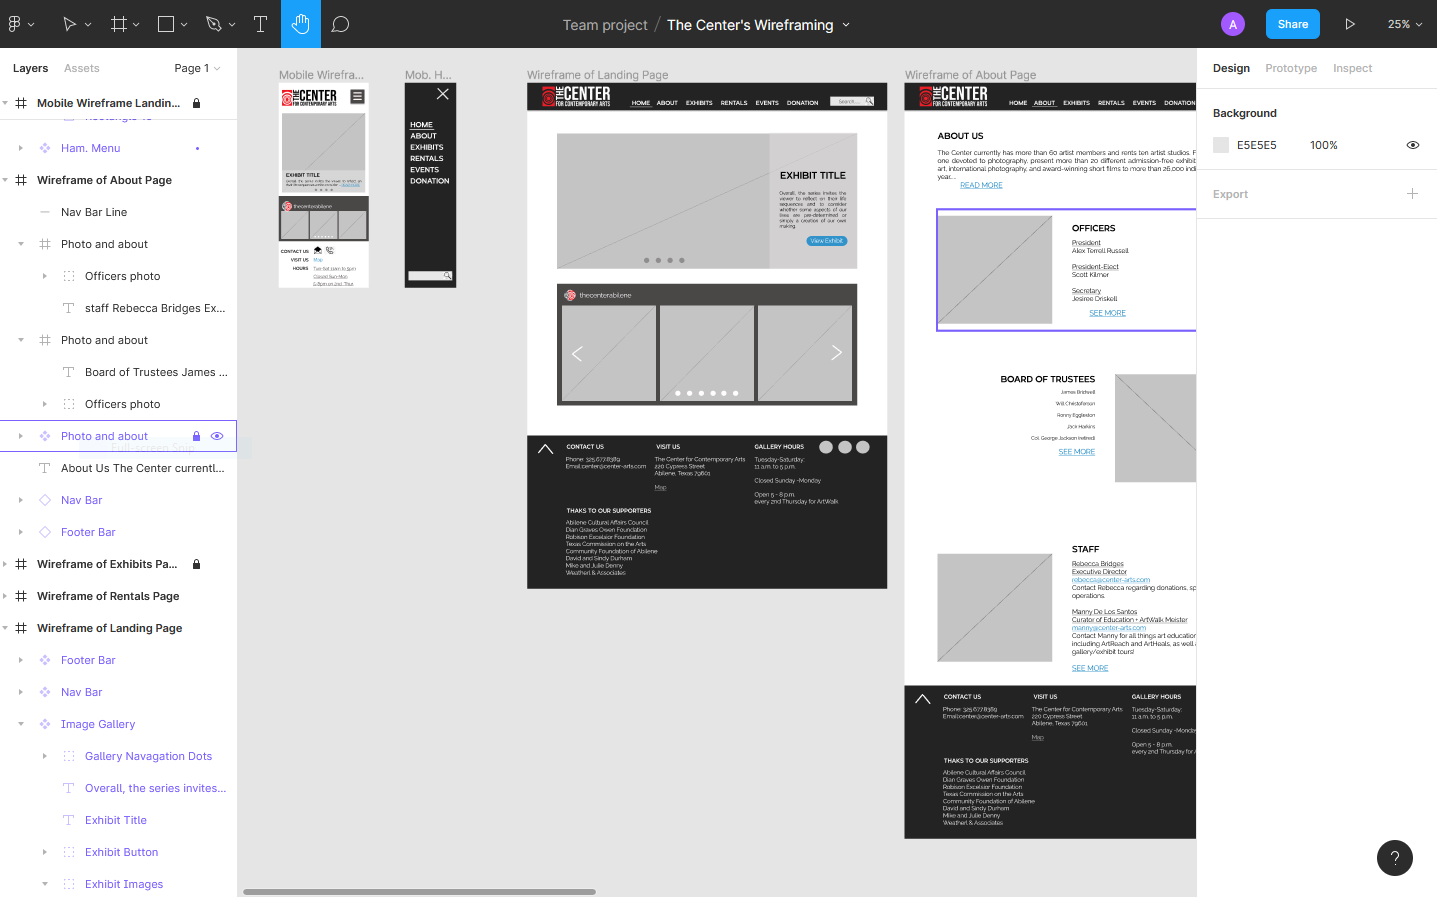 Team project / The Center's Wireframing
A
Share
25%
Layers
Assets
Page 1
Mobile Wireframe Landin...
Ham. Menu
Wireframe of About Page
Nav Bar Line
Photo and about
Officers photo
staff Rebecca Bridges Ex...
Photo and about
Board of Trustees James ...
Officers photo
Photo and about
Full-screen Snip
About Us The Center currentl...
Nav Bar
Footer Bar
Wireframe of Exhibits Pa...
Wireframe of Rentals Page
Wireframe of Landing Page
Footer Bar
Nav Bar
Image Gallery
Gallery Navagation Dots
Overall, the series invites...
Exhibit Title
Exhibit Button
Exhibit Images
Mobile Wirefra...
THE CENTER
FOR CONTEMPORARY ARTS
EXHIBIT TITLE
thecenterabilene
CONTACT US
VISIT US
Map
HOURS
Mob. H...
HOME
ABOUT
EXHIBITS
RENTALS
EVENTS
DONATION
Wireframe of Landing Page
THE CENTER
FOR CONTEMPORARY ARTS
HOME ABOUT EXHIBITS RENTALS EVENTS DONATION
Search...
EXHIBIT TITLE
Overall, the series invites the
viewer to reflect on their life
sequences and to consider
whether some aspects of our
lives are pre-determined or
simply a creation of our own
making.
View Exhibit
thecenterabilene
CONTACT US
Phone: 325.677.8389
Email:center@center-arts.com
VISIT US
The Center for Contemporary Arts
220 Cypress Street
Abilene, Texas 79601
Map
GALLERY HOURS
Tuesday-Saturday:
11 a.m. to 5 p.m.
Closed Sunday -Monday
Open 5 - 8 p.m.
every 2nd Thursday for ArtWalk
THAKS TO OUR SUPPORTERS
Abilene Cultural Affairs Council
Dian Graves Owen Foundation
Robison Excelsior Foundation
Texas Commission on the Arts
Community Foundation of Abilene
David and Sindy Durham
Mike and Julie Denny
Weatherl & Associates
Wireframe of About Page
THE CENTER
FOR CONTEMPORARY ARTS
HOME ABOUT EXHIBITS RENTALS EVENTS DONATION
ABOUT US
The Center currently has more than 60 artist members and rents ten artist studios. F
one devoted to photography. present more than 20 different admission-free exhibit
art, international photography, and award-winning short films to more than 26,000 indi
year....
READ MORE
OFFICERS
President
Alex Terrell Russell
President-Elect
Scott Kilmer
Secretary
Jesiree Driskell
SEE MORE
BOARD OF TRUSTEES
James Bridwell
Will Christoferson
Ronny Eggleston
Jack Harkins
Col. George Jackson (retired)
SEE MORE
STAFF
Rebecca Bridges
Executive Director
rebecca@center-arts.com
Contact Rebecca regarding donations, sp
operations.
Manny De Los Santos
Curator of Education + ArtWalk Meister
manny@center-arts.com
Contact Manny for all things art education
including ArtReach and ArtHeals, as well a
gallery/exhibit tours!
SEE MORE
CONTACT US
Phone: 325.677.8389
Email:center@center-arts.com
VISIT US
The Center for Contemporary Arts
220 Cypress Street
Abilene, Texas 79601
Map
GALLERY HOURS
Tuesday-Saturday:
11 a.m. to 5 p.m.
Closed Sunday -Monday
Open 5 - 8 p.m.
every 2nd Thursday for A
THAKS TO OUR SUPPORTERS
Abilene Cultural Affairs Council
Dian Graves Owen Foundation
Robison Excelsior Foundation
Texas Commission on the Arts
Community Foundation of Abilene
David and Sindy Durham
Mike and Julie Denny
Weatherl & Associates
Design
Prototype
Inspect
Background
E5E5E5
100%
Export
?